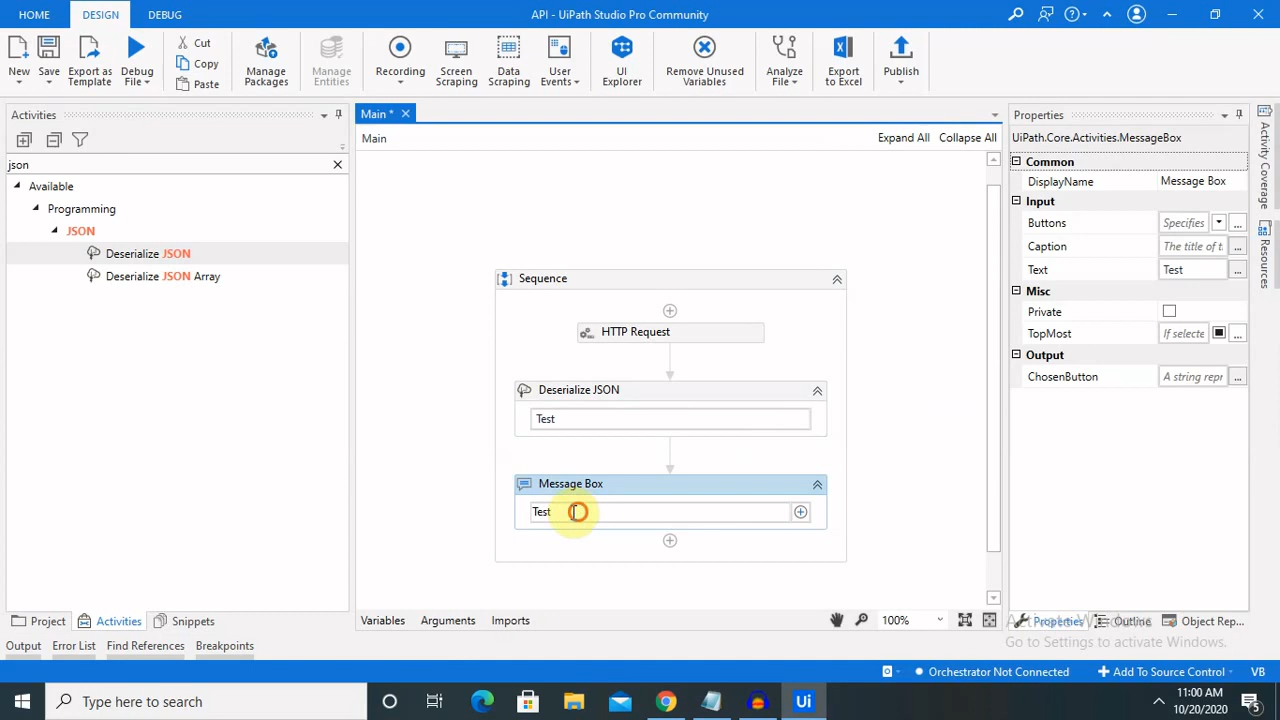 HOME DESIGN DEBUG API - UiPath Studio Pro Community
New Save Export as Template Debug File Cut Copy Paste Manage Packages Manage Entities Recording Screen Scraping Data Scraping User Events UI Explorer Remove Unused Variables Analyze File Export to Excel Publish
Activities
json
Available
Programming
JSON
Deserialize JSON
Deserialize JSON Array
Main *
Main Expand All Collapse All
Sequence
HTTP Request
Deserialize JSON
Test
Message Box
Test
Properties
UiPath.Core.Activities.MessageBox
Common
DisplayName Message Box
Input
Buttons Specifies ...
Caption The title of t ...
Text Test ...
Misc
Private
TopMost If selecte ...
Output
ChosenButton A string repr ...
Activity Coverage
Resources
Project Activities Snippets
Variables Arguments Imports 100%
Properties Outline Object Rep...
Activate Windows
Go to Settings to activate Windows.
Output Error List Find References Breakpoints
Orchestrator Not Connected Add To Source Control VB
Type here to search
Ui
11:00 AM
10/20/2020
5